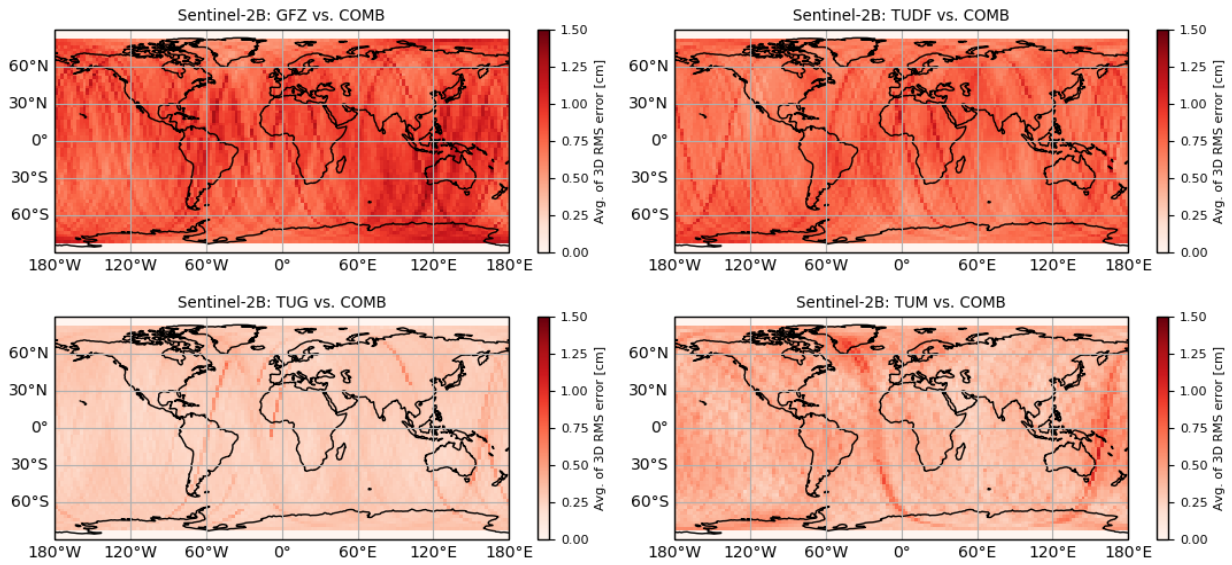 Sentinel-2B: GFZ vs. COMB
60°N
30°N
0°
30°S
60°S
180°W 120°W 60°W 0° 60°E 120°E 180°E
1.50
1.25
1.00
0.75
0.50
0.25
0.00
Avg. of 3D RMS error [cm]
Sentinel-2B: TUDF vs. COMB
60°N
30°N
0°
30°S
60°S
180°W 120°W 60°W 0° 60°E 120°E 180°E
1.50
1.25
1.00
0.75
0.50
0.25
0.00
Avg. of 3D RMS error [cm]
Sentinel-2B: TUG vs. COMB
60°N
30°N
0°
30°S
60°S
180°W 120°W 60°W 0° 60°E 120°E 180°E
1.50
1.25
1.00
0.75
0.50
0.25
0.00
Avg. of 3D RMS error [cm]
Sentinel-2B: TUM vs. COMB
60°N
30°N
0°
30°S
60°S
180°W 120°W 60°W 0° 60°E 120°E 180°E
1.50
1.25
1.00
0.75
0.50
0.25
0.00
Avg. of 3D RMS error [cm]